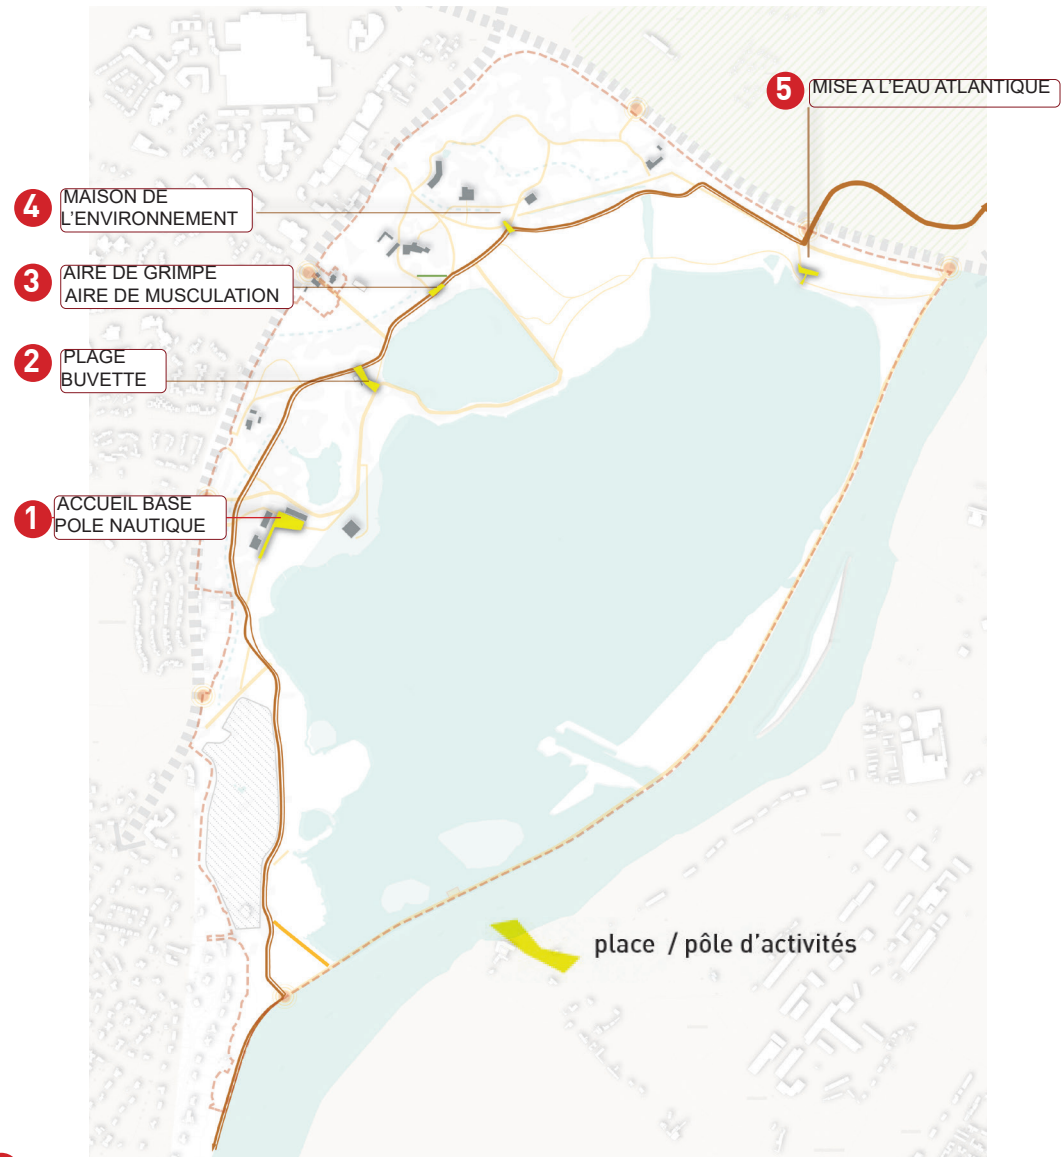 5
MISE A L'EAU ATLANTIQUE
4
MAISON DE
L'ENVIRONNEMENT
3
AIRE DE GRIMPE
AIRE DE MUSCULATION
2
PLAGE
BUVETTE
1
ACCUEIL BASE
POLE NAUTIQUE
place / pôle d'activités